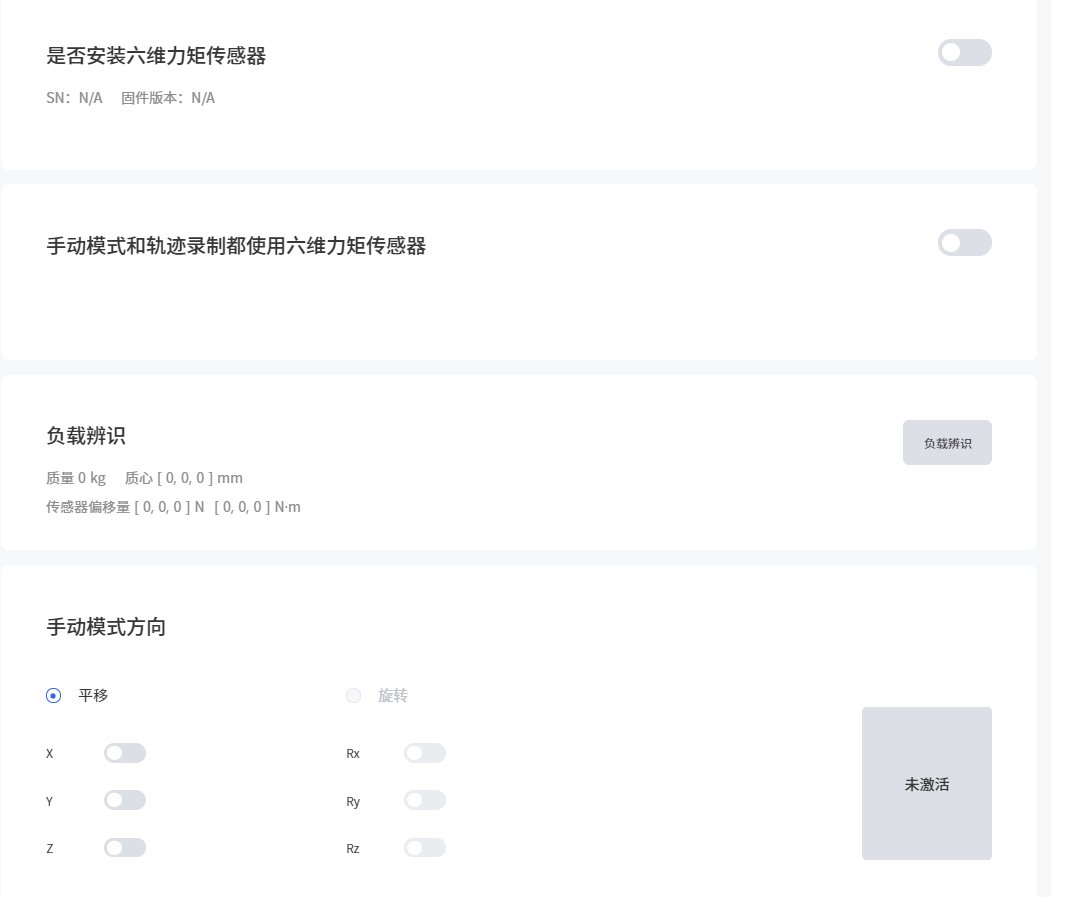 是否安装六维力矩传感器
SN：N/A 固件版本：N/A
手动模式和轨迹录制都使用六维力矩传感器
负载辨识
负载辨识
质量 0 kg 质心 [ 0, 0, 0 ] mm
传感器偏移量 [ 0, 0, 0 ] N [ 0, 0, 0 ] N·m
手动模式方向
平移 旋转
X Rx
未激活
Y Ry
Z Rz